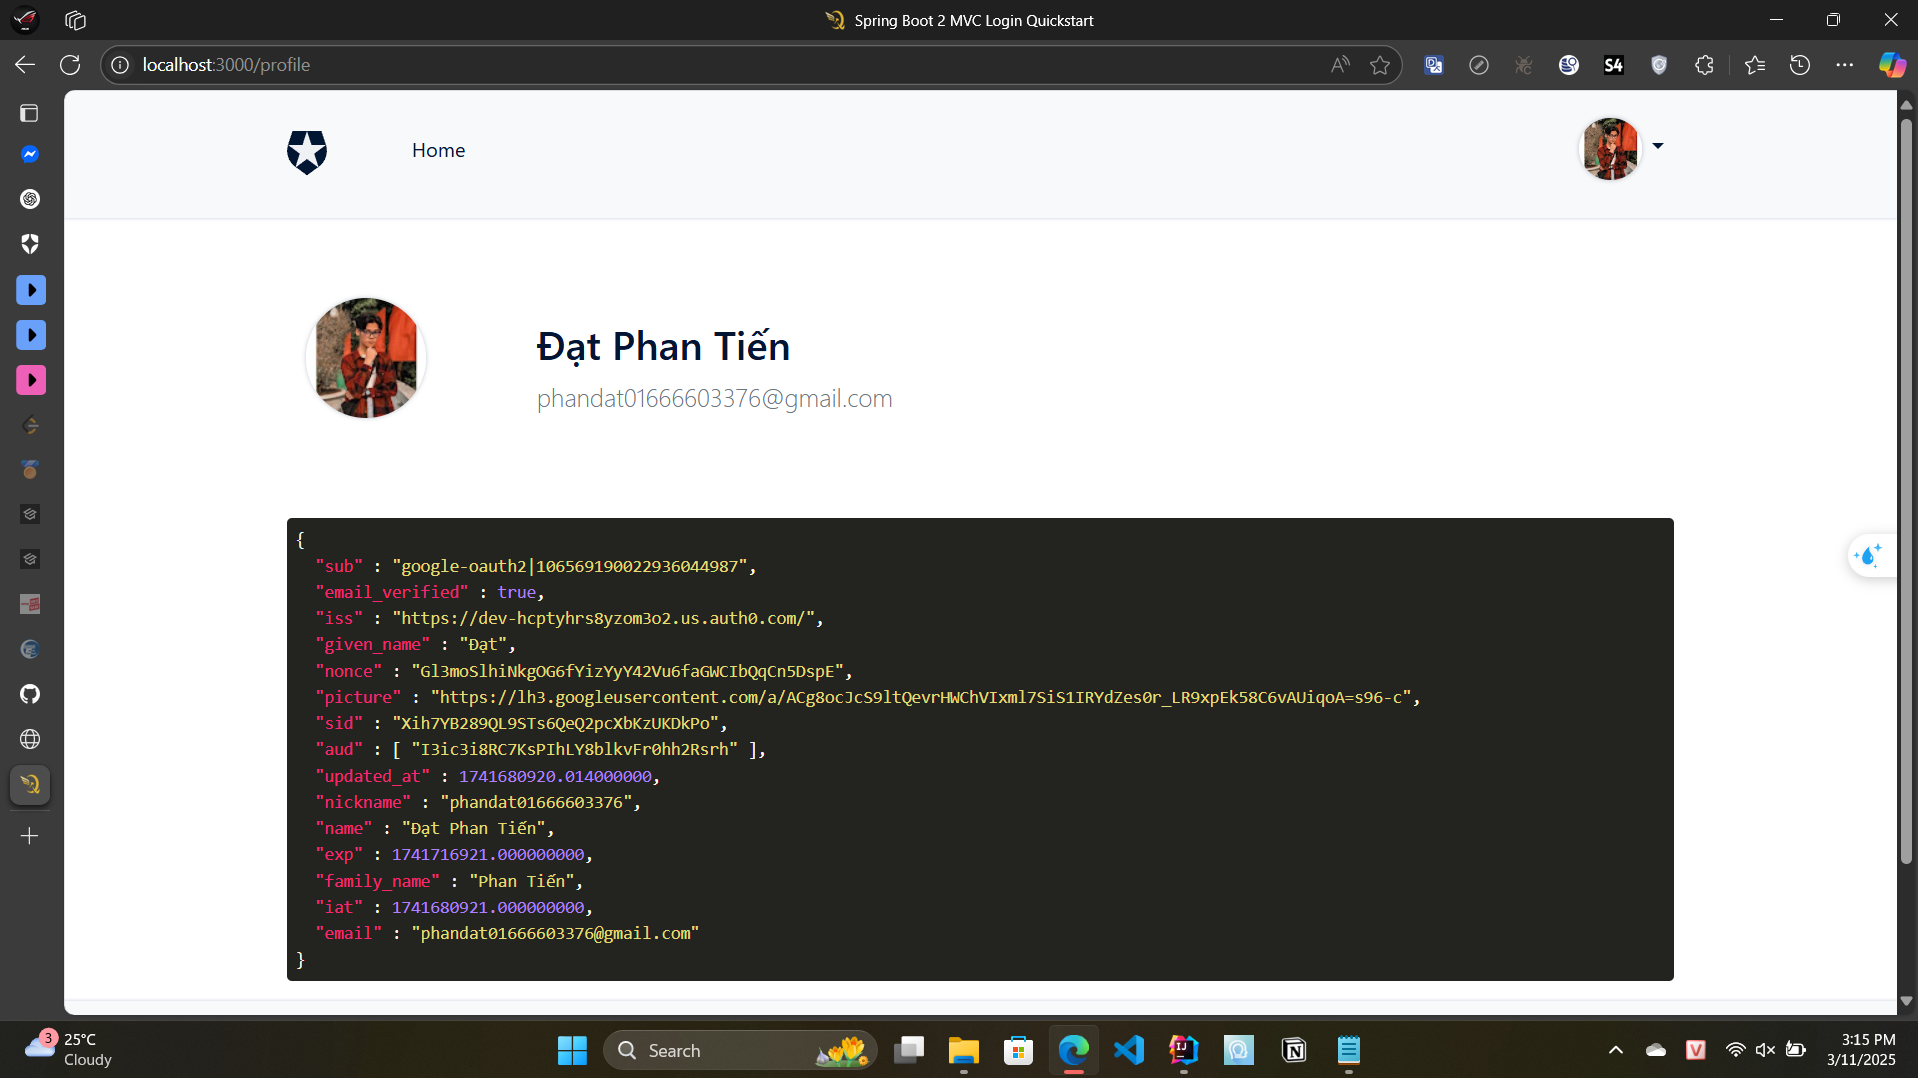 Spring Boot 2 MVC Login Quickstart
localhost:3000/profile
S4
Home
Đạt Phan Tiến
phandat01666603376@gmail.com
{
"sub" : "google-oauth2|106569190022936044987",
"email_verified" : true,
"iss" : "https://dev-hcptyhrs8yzom3o2.us.auth0.com/",
"given_name" : "Đạt",
"nonce" : "Gl3moSlhiNkgOG6fYizYyY42Vu6faGWCIbQqCn5DspE",
"picture" : "https://lh3.googleusercontent.com/a/ACg8ocJcS9ltQevrHWChVIxml7SiS1IRYdZes0r_LR9xpEk58C6vAUiqoA=s96-c",
"sid" : "Xih7YB289QL9STs6QeQ2pcXbKzUKDkPo",
"aud" : [ "I3ic3i8RC7KsPIhLY8blkvFr0hh2Rsrh" ],
"updated_at" : 1741680920.014000000,
"nickname" : "phandat01666603376",
"name" : "Đạt Phan Tiến",
"exp" : 1741716921.000000000,
"family_name" : "Phan Tiến",
"iat" : 1741680921.000000000,
"email" : "phandat01666603376@gmail.com"
}
3
25°C
Cloudy
Search
3:15 PM
3/11/2025